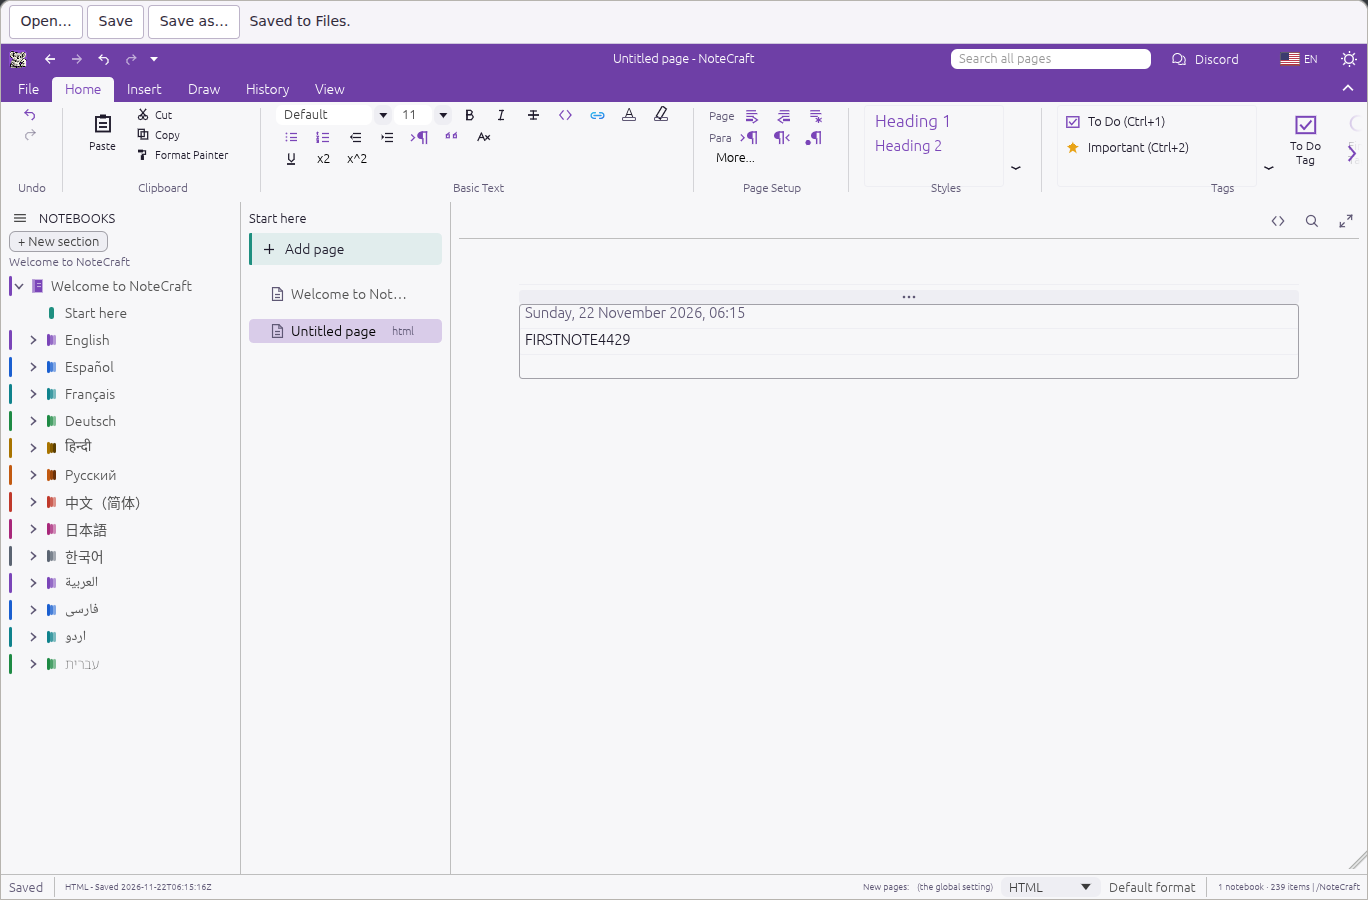 Open... Save Save as... Saved to Files.
Untitled page - NoteCraft
Search all pages
Discord
EN
File Home Insert Draw History View
Paste
Cut
Copy
Format Painter
Default 11
U x2 x^2
Page
Para
More...
Heading 1
Heading 2
To Do (Ctrl+1)
Important (Ctrl+2)
To Do
Tag
Undo Clipboard Basic Text Page Setup Styles Tags
NOTEBOOKS
+ New section
Welcome to NoteCraft
Welcome to NoteCraft
Start here
English
Español
Français
Deutsch
हिन्दी
Русский
中文（简体）
日本語
한국어
العربية
فارسی
اردو
עברית
Start here
+ Add page
Welcome to Not...
Untitled page html
Sunday, 22 November 2026, 06:15
FIRSTNOTE4429
Saved
HTML - Saved 2026-11-22T06:15:16Z
New pages: (the global setting) HTML Default format
1 notebook · 239 items | /NoteCraft